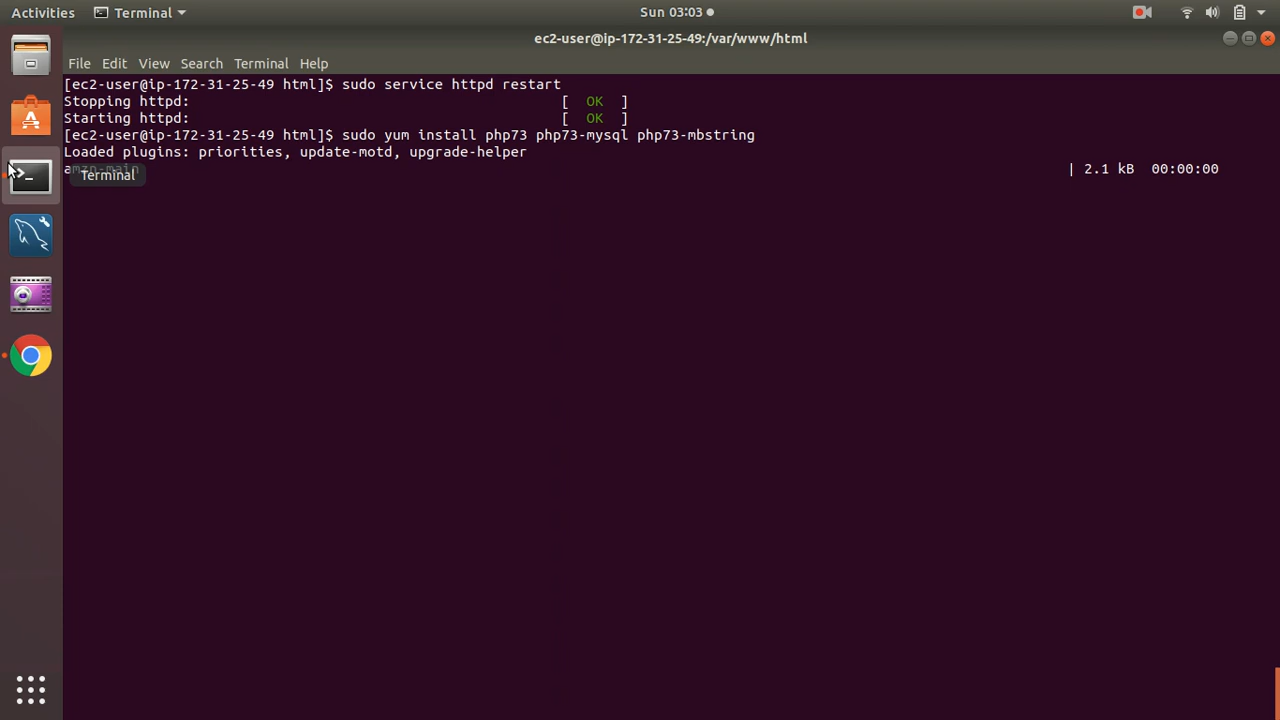 Activities Terminal Sun 03:03
ec2-user@ip-172-31-25-49:/var/www/html
File Edit View Search Terminal Help
[ec2-user@ip-172-31-25-49 html]$ sudo service httpd restart
Stopping httpd: [ OK ]
Starting httpd: [ OK ]
[ec2-user@ip-172-31-25-49 html]$ sudo yum install php73 php73-mysql php73-mbstring
Loaded plugins: priorities, update-motd, upgrade-helper
amzn-main | 2.1 kB 00:00:00
Terminal